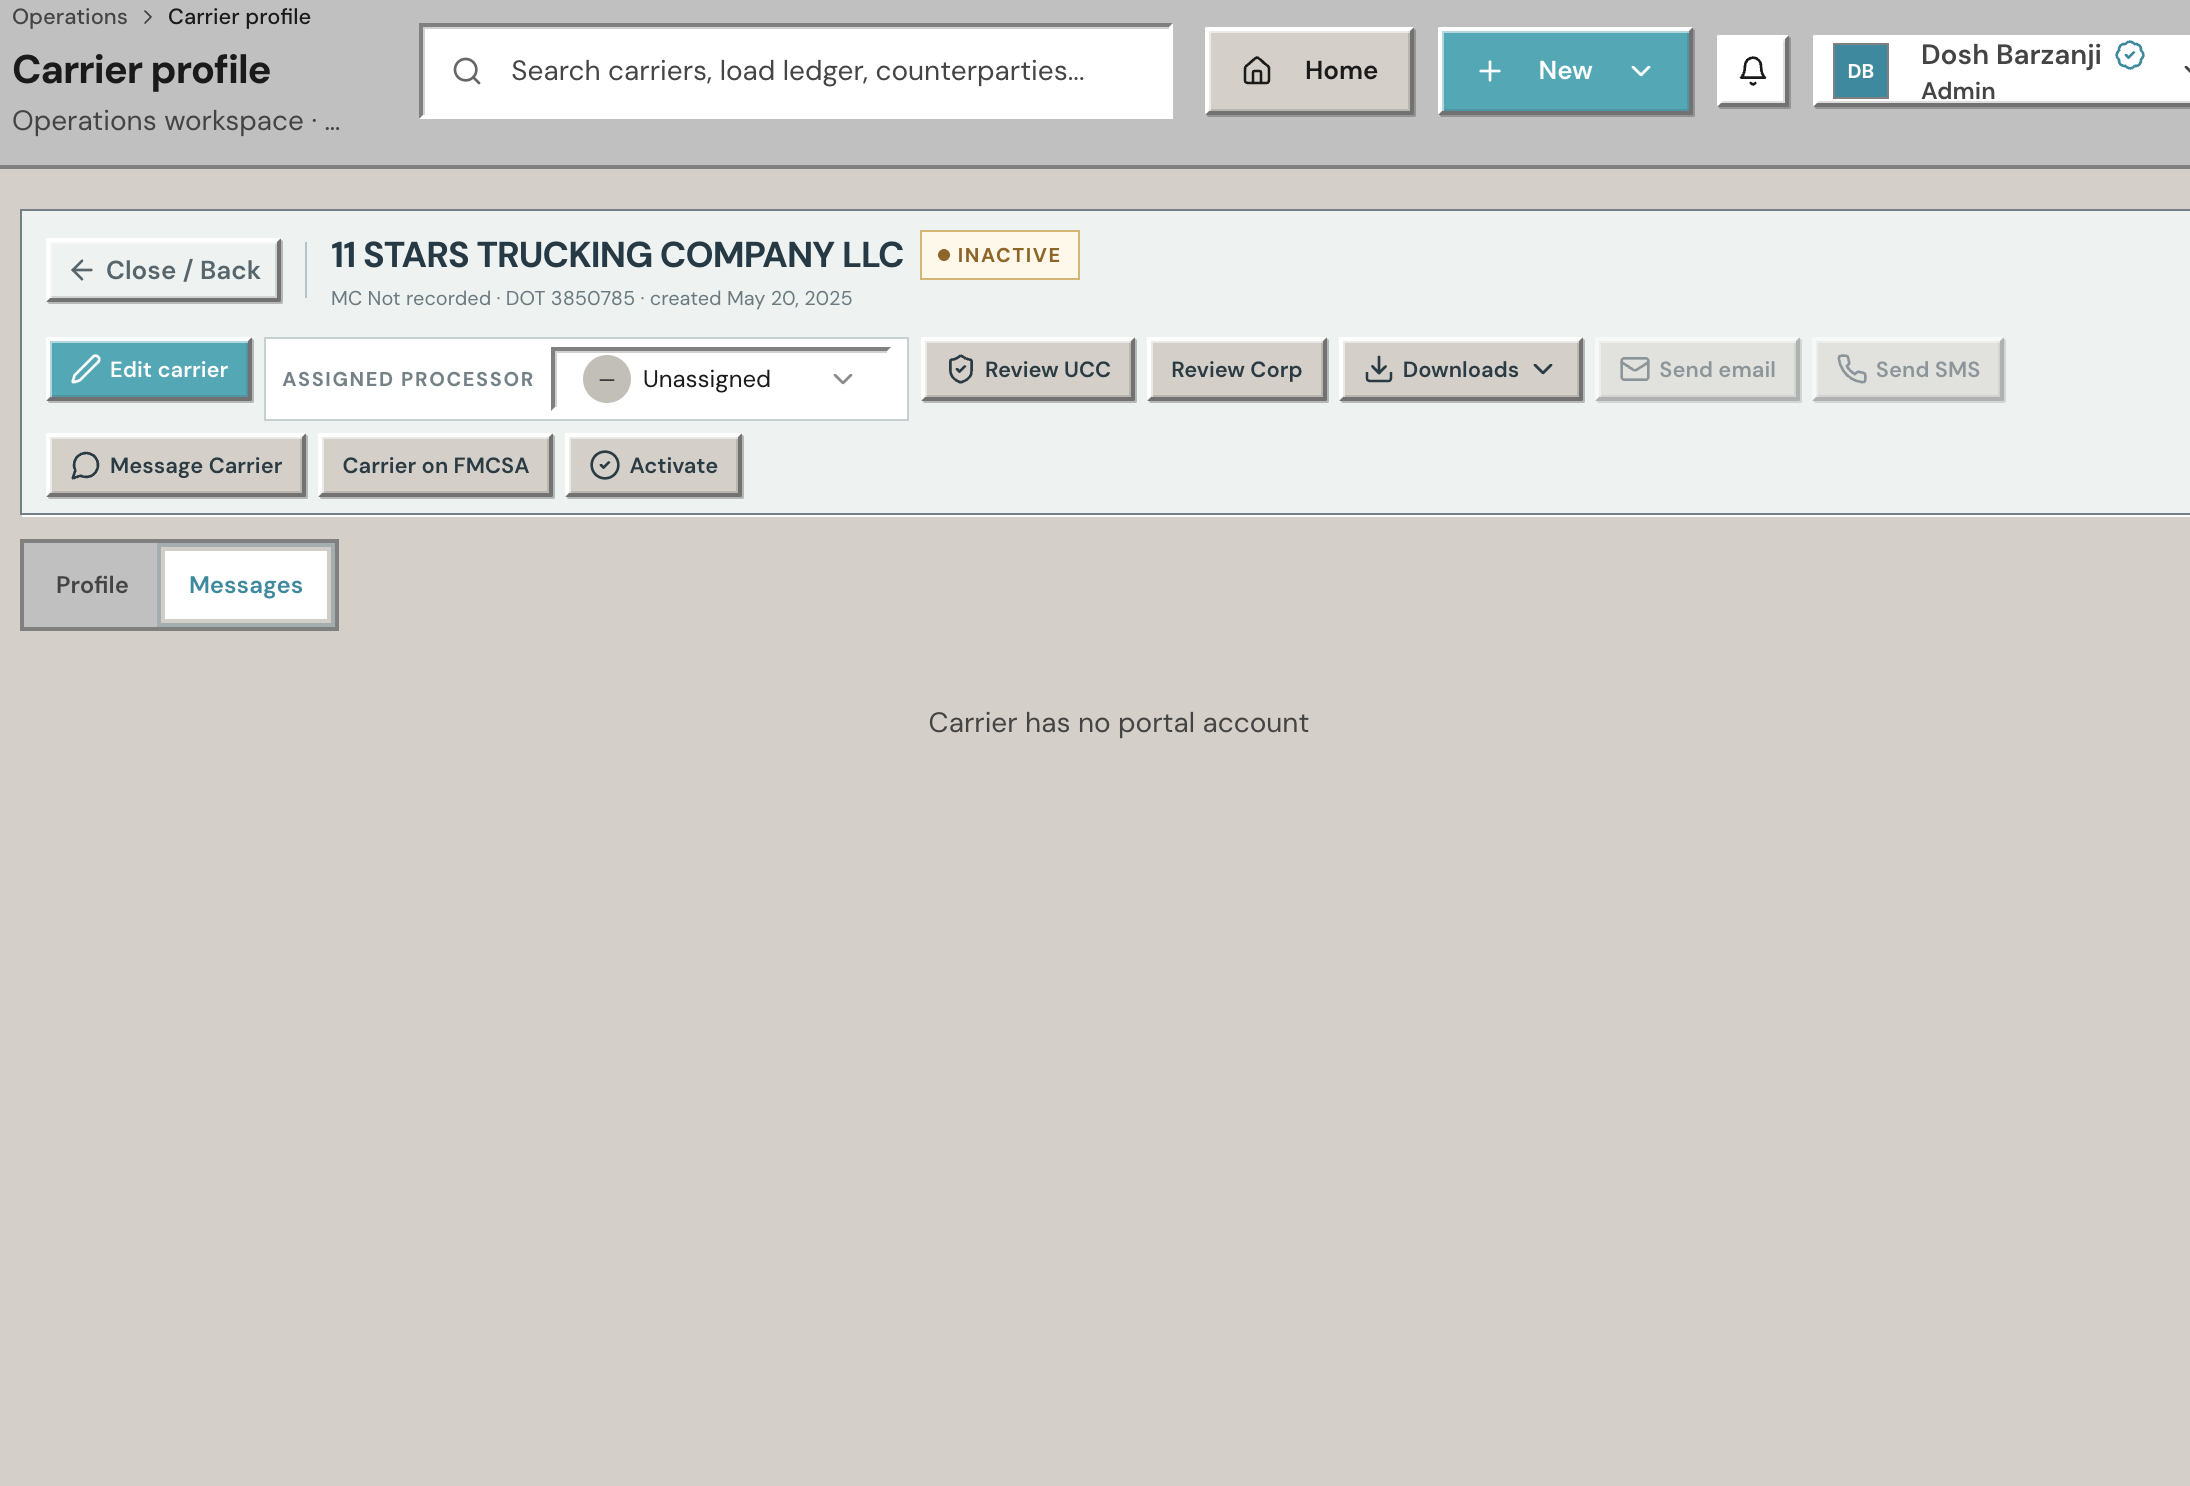 Operations > Carrier profile
Carrier profile
Operations workspace · ...
Search carriers, load ledger, counterparties...
Home
New
DB
Dosh Barzanji
Admin
Close / Back
11 STARS TRUCKING COMPANY LLC
INACTIVE
MC Not recorded · DOT 3850785 · created May 20, 2025
Edit carrier
ASSIGNED PROCESSOR
Unassigned
Review UCC
Review Corp
Downloads
Send email
Send SMS
Message Carrier
Carrier on FMCSA
Activate
Profile
Messages
Carrier has no portal account